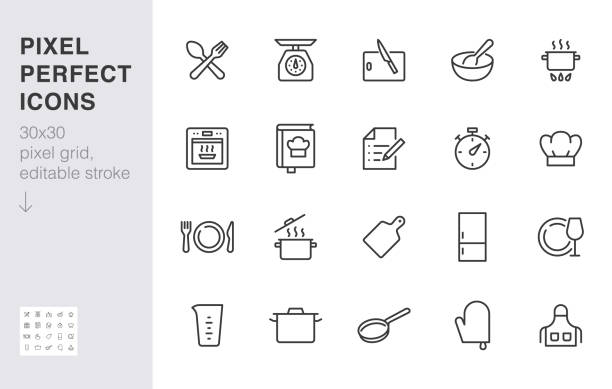 PIXEL
PERFECT
ICONS
30x30
pixel grid,
editable stroke